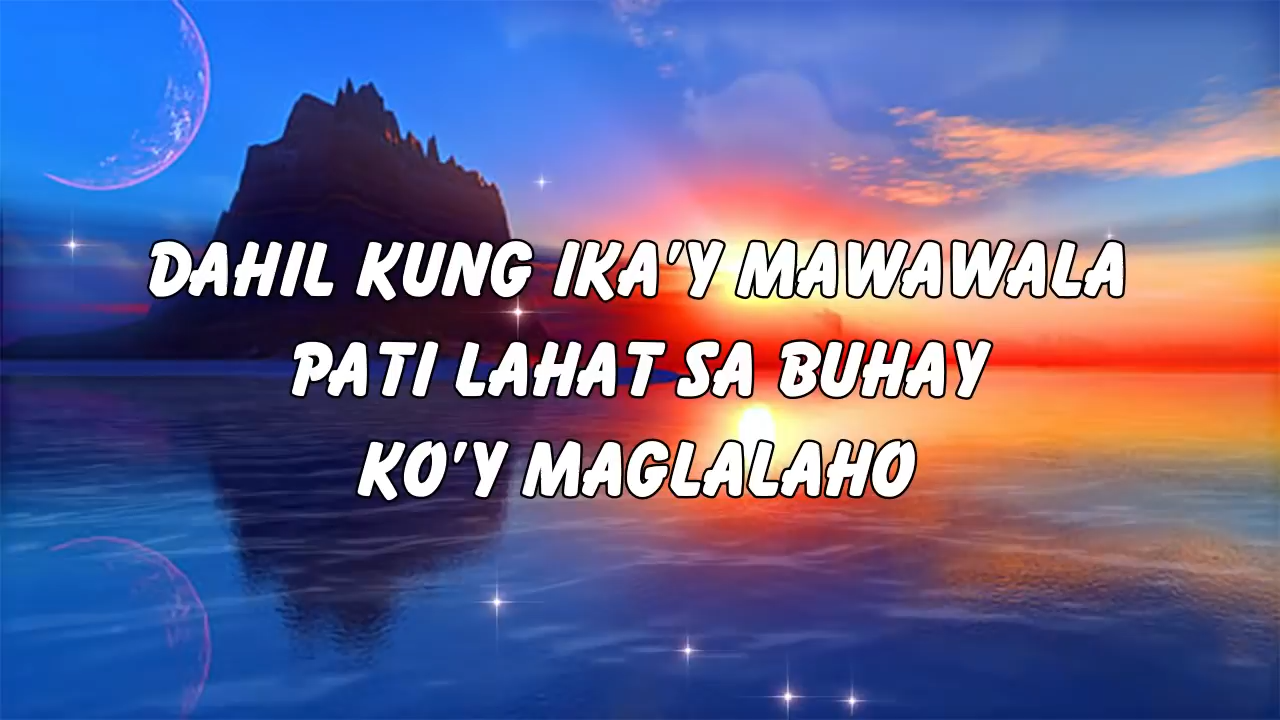 DAHIL KUNG IKA'Y MAWAWALA
PATI LAHAT SA BUHAY
KO'Y MAGLALAHO